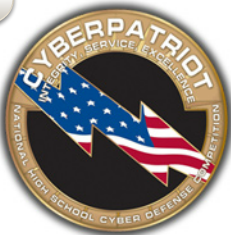 CYBERPATRIOT
INTEGRITY. SERVICE. EXCELLENCE
NATIONAL HIGH SCHOOL CYBER DEFENSE COMPETITION